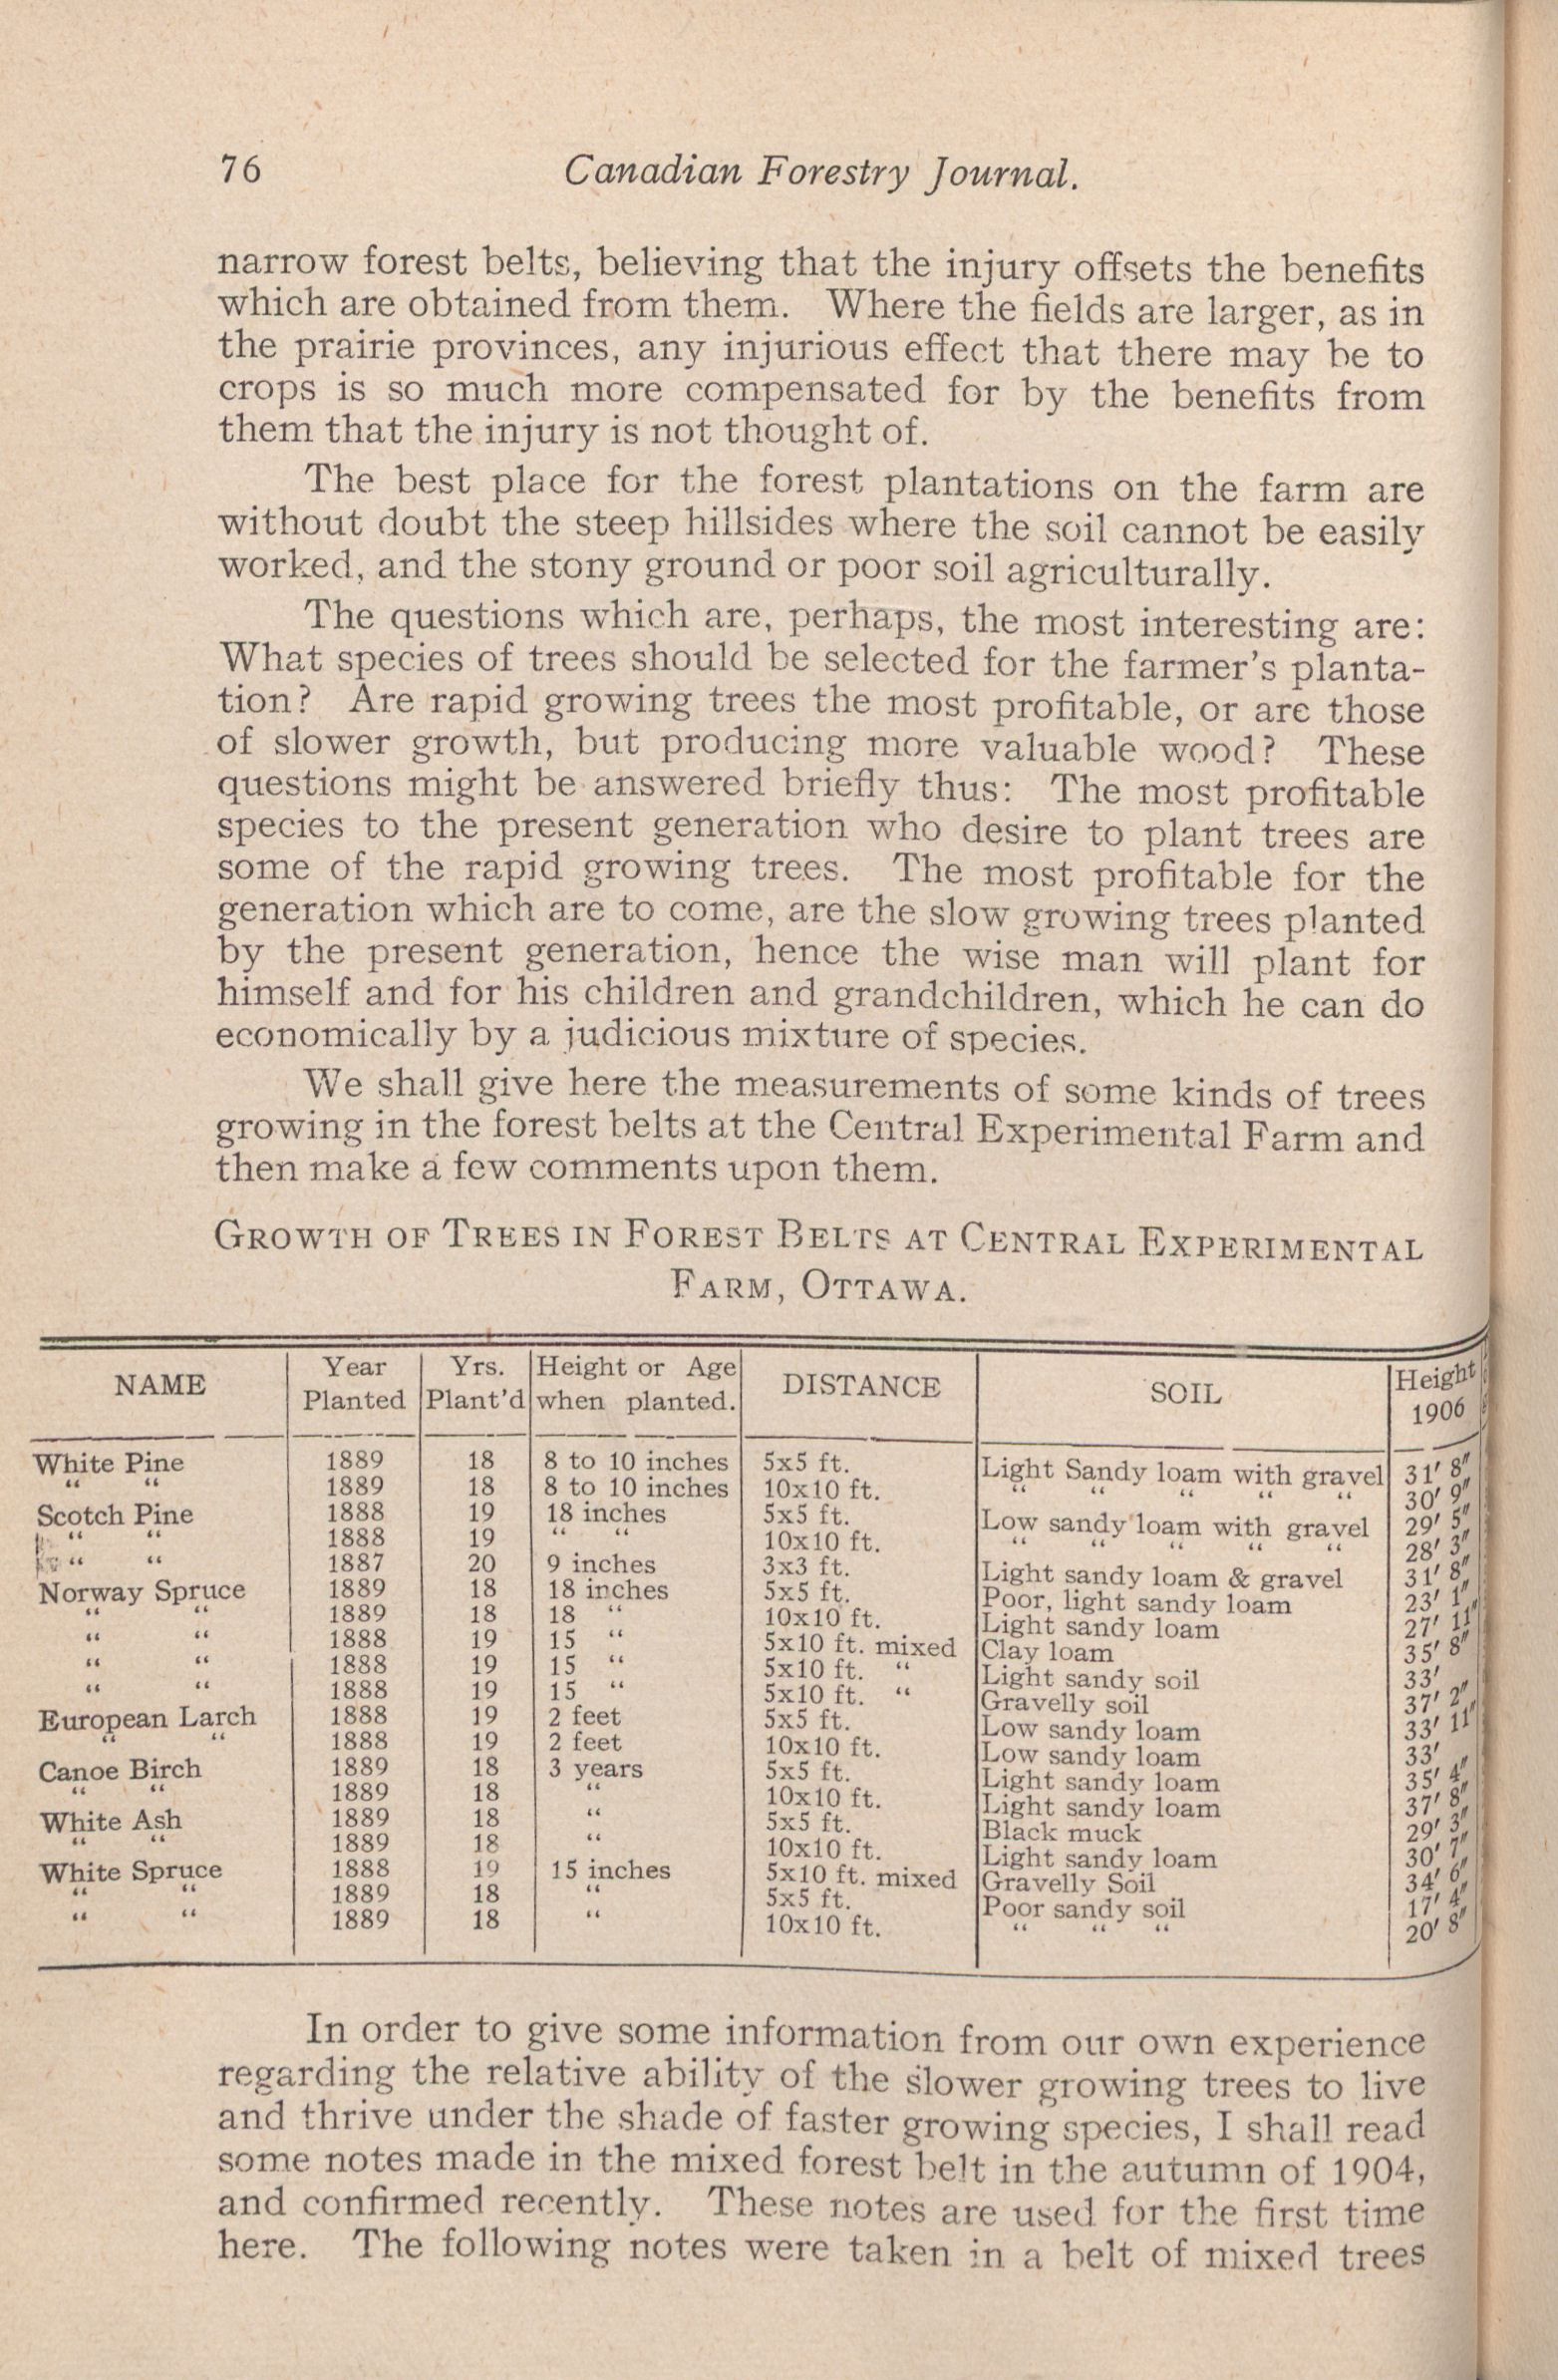 76 Canadian Forestry Journal.
narrow forest belts, believing that the injury offsets the benefits
which are obtained from them. Where the fields are larger, as in
the prairie provinces, any injurious effect that there may be to
crops is so much more compensated for by the benefits from
them that the injury is not thought of.
The best place for the forest plantations on the farm are
without doubt the steep hillsides where the soil cannot be easily
worked, and the stony ground or poor soil agriculturally.
The questions which are, perhaps, the most interesting are:
What species of trees should be selected for the farmer's planta-
tion? Are rapid growing trees the most profitable, or are those
of slower growth, but producing more valuable wood? These
questions might be answered briefly thus: The most profitable
species to the present generation who desire to plant trees are
some of the rapid growing trees. The most profitable for the
generation which are to come, are the slow growing trees planted
by the present generation, hence the wise man will plant for
himself and for his children and grandchildren, which he can do
economically by a judicious mixture of species.
We shall give here the measurements of some kinds of trees
growing in the forest belts at the Central Experimental Farm and
then make a few comments upon them.
GROWTH OF TREES IN FOREST BELTS AT CENTRAL EXPERIMENTAL
FARM, OTTAWA.
NAME Year Planted Yrs. Plant'd Height or Age when planted. DISTANCE SOIL Height 1906
White Pine 1889 18 8 to 10 inches 5x5 ft. Light Sandy loam with gravel 31' 8"
" " 1889 18 8 to 10 inches 10x10 ft. " " " " " 30' 9"
Scotch Pine 1888 19 18 inches 5x5 ft. Low sandy loam with gravel 29' 5"
" " 1888 19 " " 10x10 ft. " " " " " 28' 3"
" " 1887 20 9 inches 3x3 ft. Light sandy loam & gravel 31' 8"
Norway Spruce 1889 18 18 inches 5x5 ft. Poor, light sandy loam 23' 1"
" " 1889 18 18 " 10x10 ft. Light sandy loam 27' 11"
" " 1888 19 15 " 5x10 ft. mixed Clay loam 35' 8"
" " 1888 19 15 " 5x10 ft. " Light sandy soil 33'
" " 1888 19 15 " 5x10 ft. " Gravelly soil 37' 2"
European Larch 1888 19 2 feet 5x5 ft. Low sandy loam 33' 11"
" " 1888 19 2 feet 10x10 ft. Low sandy loam 33'
Canoe Birch 1889 18 3 years 5x5 ft. Light sandy loam 35' 4"
" " 1889 18 " 10x10 ft. Light sandy loam 37' 8"
White Ash 1889 18 " 5x5 ft. Black muck 29' 3"
" " 1889 18 " 10x10 ft. Light sandy loam 30' 7"
White Spruce 1888 19 15 inches 5x10 ft. mixed Gravelly Soil 34' 6"
" " 1889 18 " 5x5 ft. Poor sandy soil 17' 4"
" " 1889 18 " 10x10 ft. " " " 20' 8"
In order to give some information from our own experience
regarding the relative ability of the slower growing trees to live
and thrive under the shade of faster growing species, I shall read
some notes made in the mixed forest belt in the autumn of 1904,
and confirmed recently. These notes are used for the first time
here. The following notes were taken in a belt of mixed trees